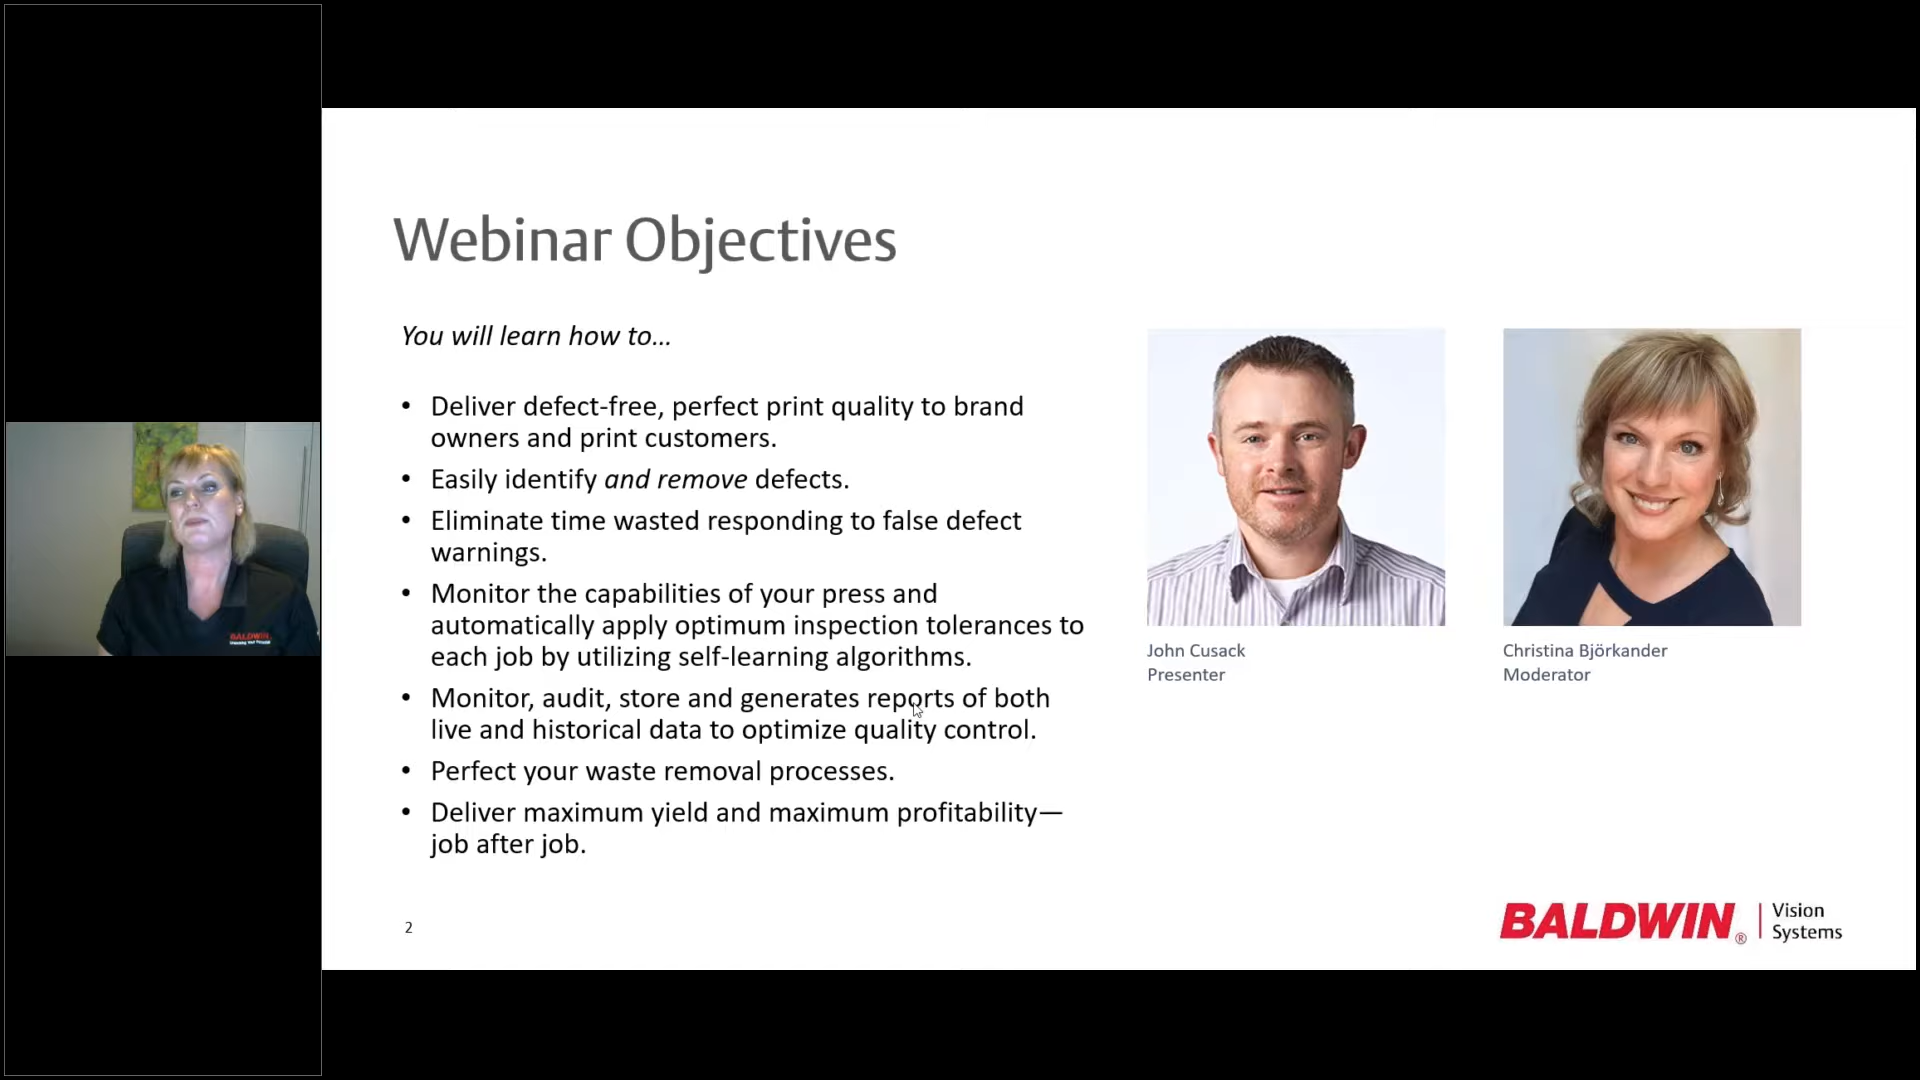 Webinar Objectives
You will learn how to...
• Deliver defect-free, perfect print quality to brand
owners and print customers.
• Easily identify and remove defects.
• Eliminate time wasted responding to false defect
warnings.
• Monitor the capabilities of your press and
automatically apply optimum inspection tolerances to
each job by utilizing self-learning algorithms.
• Monitor, audit, store and generates reports of both
live and historical data to optimize quality control.
• Perfect your waste removal processes.
• Deliver maximum yield and maximum profitability—
job after job.
John Cusack
Presenter
Christina Björkander
Moderator
2
BALDWIN® | Vision
Systems
BALDWIN